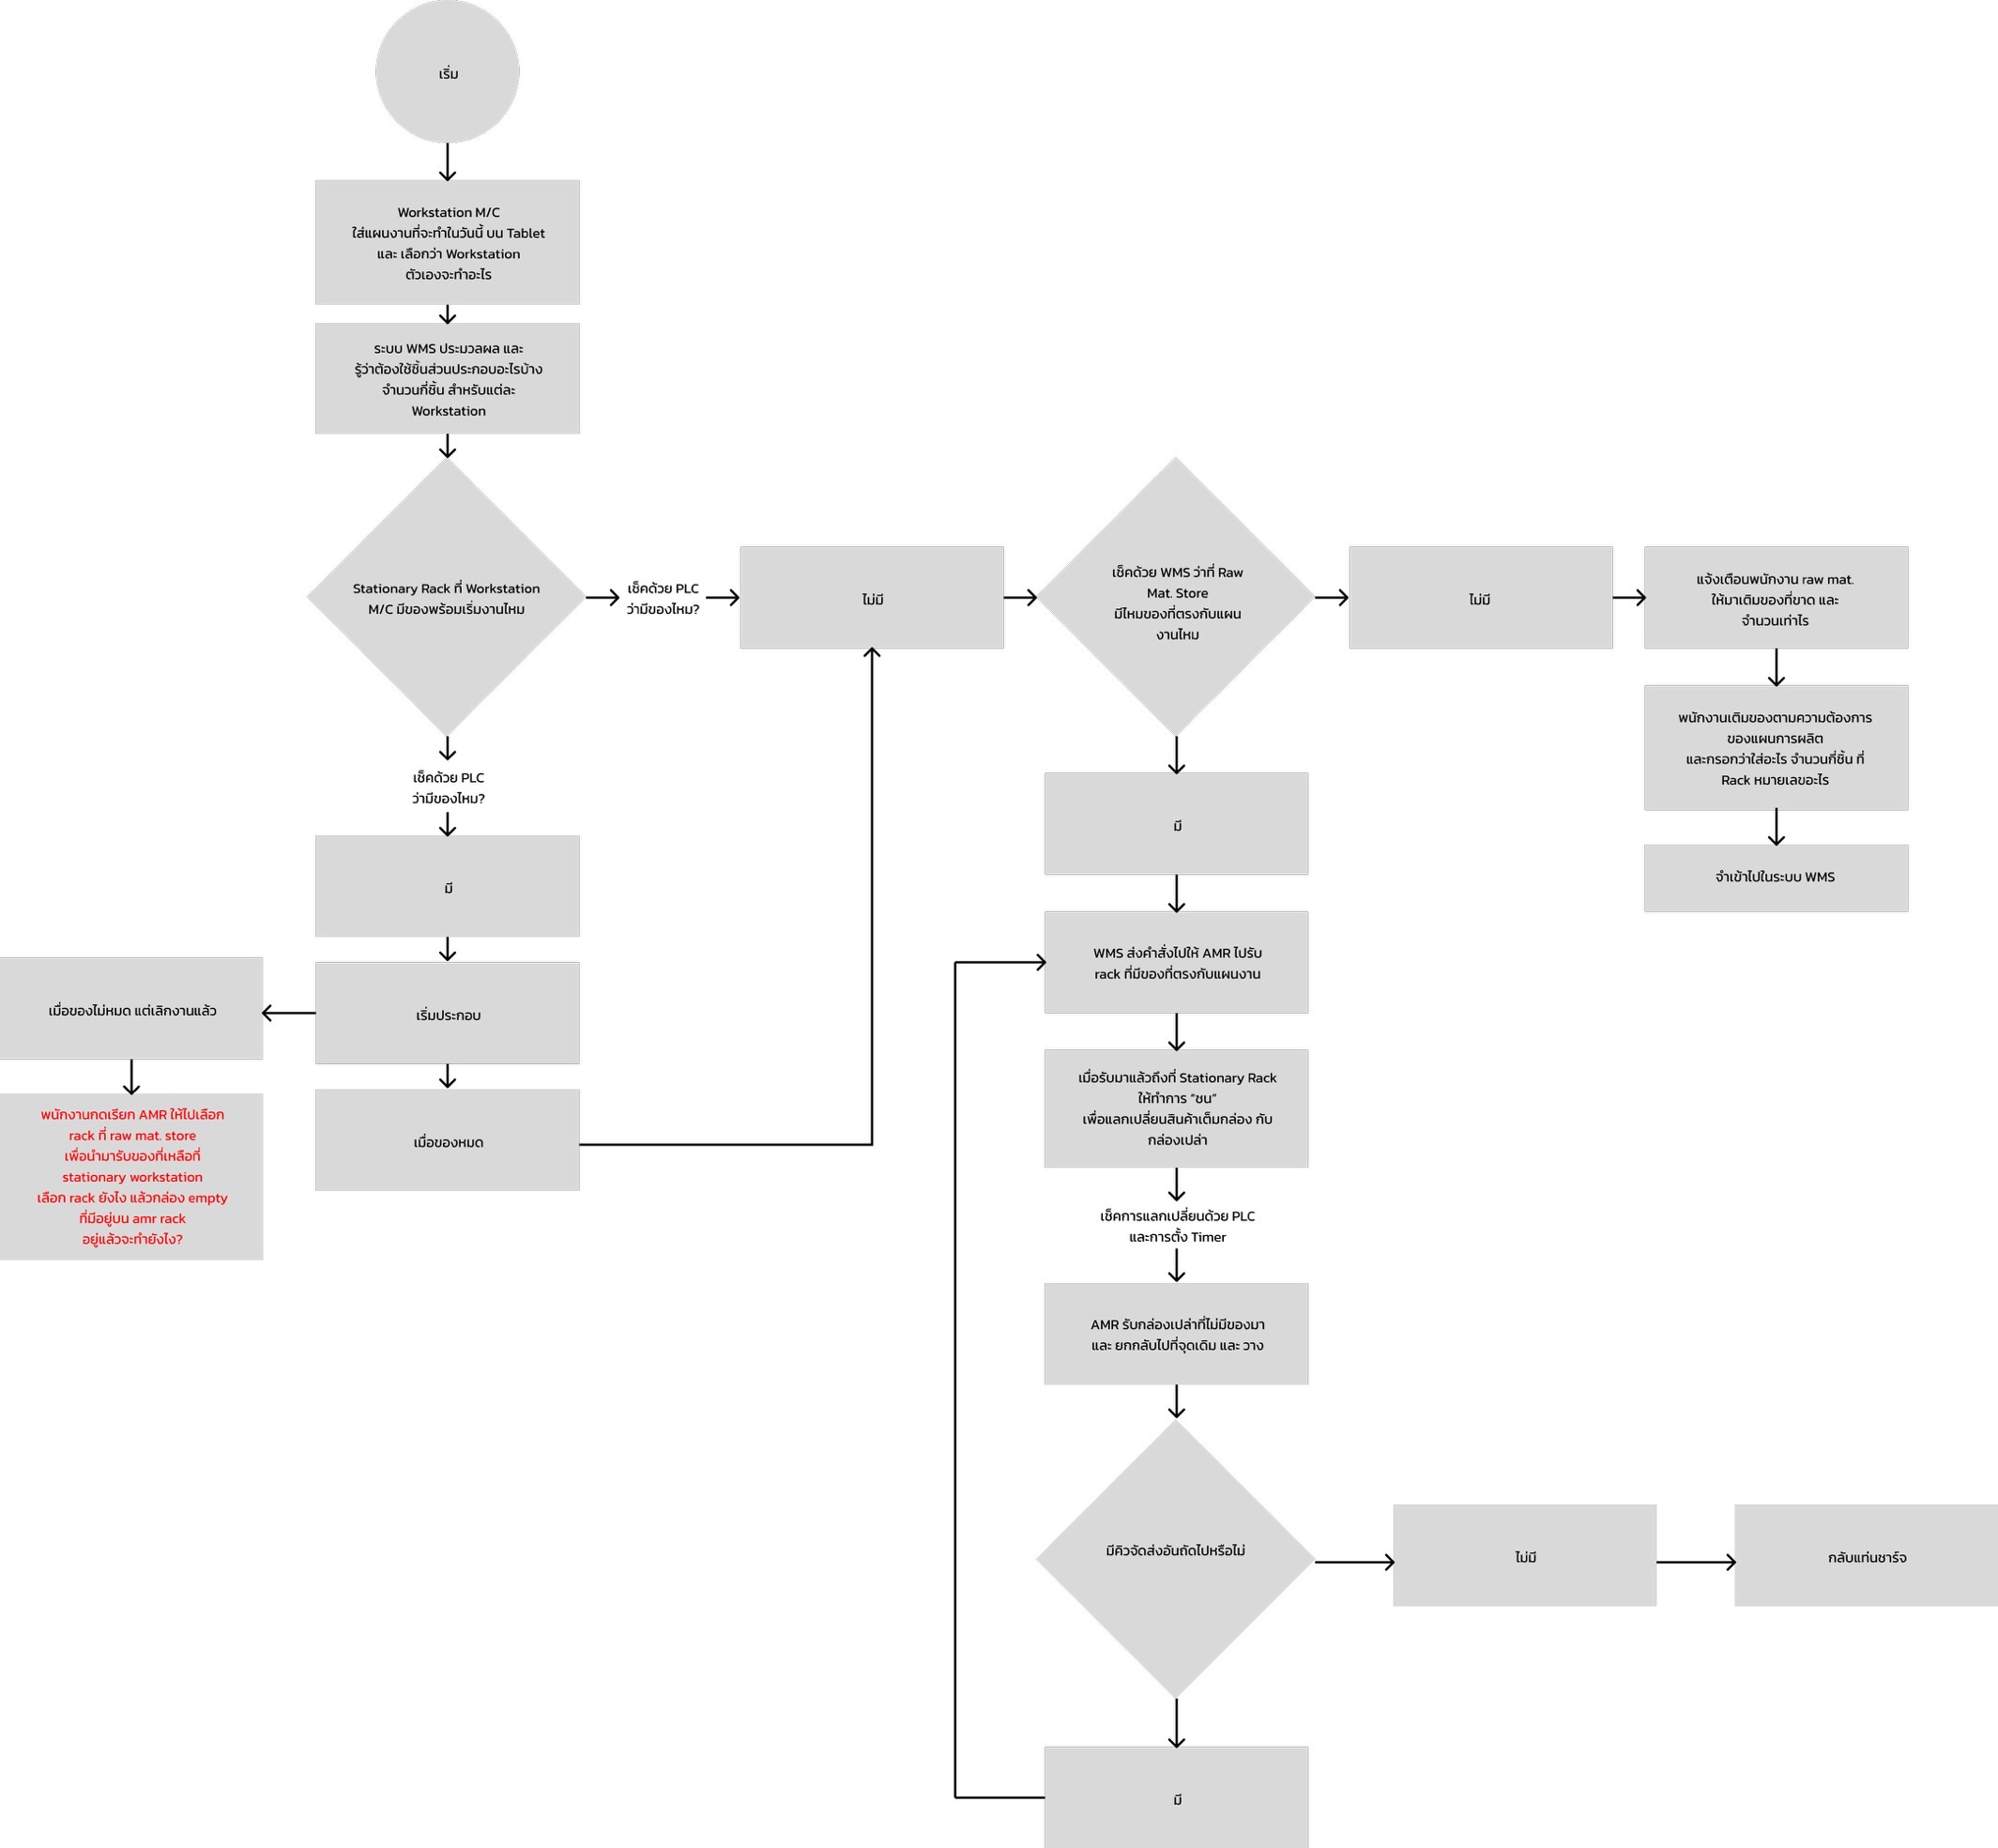 เริ่ม
Workstation M/C
ใส่แผนงานที่จะทำในวันนี้ บน Tablet
และ เลือกว่า Workstation
ตัวเองจะทำอะไร
ระบบ WMS ประมวลผล และ
รู้ว่าต้องใช้ชิ้นส่วนประกอบอะไรบ้าง
จำนวนกี่ชิ้น สำหรับแต่ละ
Workstation
Stationary Rack ที่ Workstation
M/C มีของพร้อมเริ่มงานไหม
เช็คด้วย PLC
ว่ามีของไหม?
ไม่มี
เช็คด้วย WMS ว่าที่ Raw
Mat. Store
มีไหมของที่ตรงกับแผน
งานไหม
ไม่มี
แจ้งเตือนพนักงาน raw mat.
ให้มาเติมของที่ขาด และ
จำนวนเท่าไร
พนักงานเติมของตามความต้องการ
ของแผนการผลิต
และกรอกว่าใส่อะไร จำนวนกี่ชิ้น ที่
Rack หมายเลขอะไร
จำเข้าไปในระบบ WMS
เช็คด้วย PLC
ว่ามีของไหม?
มี
เริ่มประกอบ
เมื่อของหมด
เมื่อของไม่หมด แต่เลิกงานแล้ว
พนักงานกดเรียก AMR ให้ไปเลือก
rack ที่ raw mat. store
เพื่อนำมารับของที่เหลือที่
stationary workstation
เลือก rack ยังไง แล้วกล่อง empty
ที่มีอยู่บน amr rack
อยู่แล้วจะทำยังไง?
มี
WMS ส่งคำสั่งไปให้ AMR ไปรับ
rack ที่มีของที่ตรงกับแผนงาน
เมื่อรับมาแล้วถึงที่ Stationary Rack
ให้ทำการ “ชน”
เพื่อแลกเปลี่ยนสินค้าเต็มกล่อง กับ
กล่องเปล่า
เช็คการแลกเปลี่ยนด้วย PLC
และการตั้ง Timer
AMR รับกล่องเปล่าที่ไม่มีของมา
และ ยกกลับไปที่จุดเดิม และ วาง
มีคิวจัดส่งอันถัดไปหรือไม่
ไม่มี
กลับแท่นชาร์จ
มี